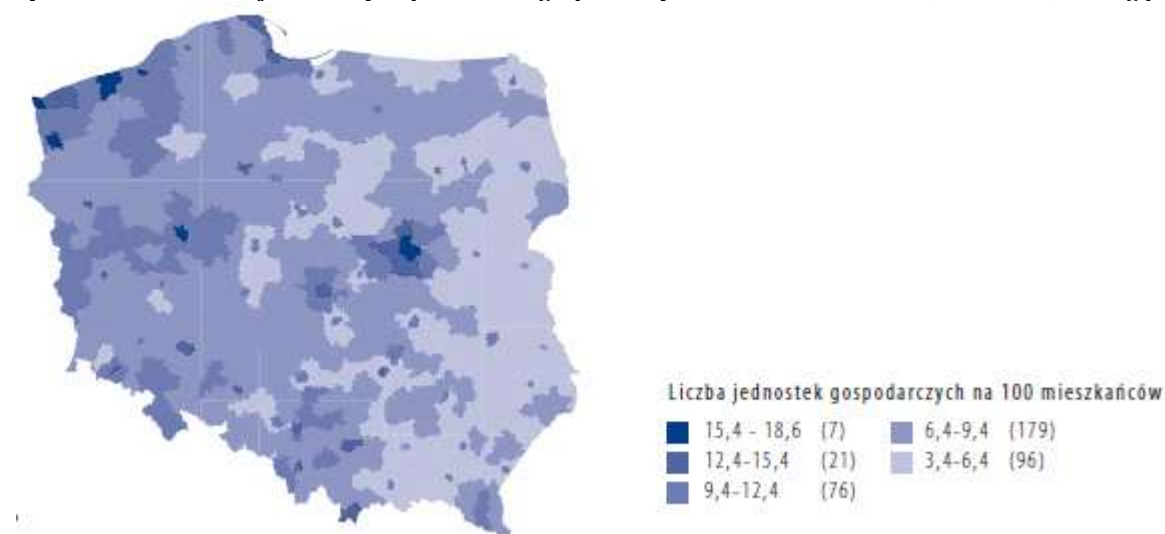 Liczba jednostek gospodarczych na 100 mieszkańców
15,4 - 18,6 (7)
12,4-15,4 (21)
9,4-12,4 (76)
6,4-9,4 (179)
3,4-6,4 (96)